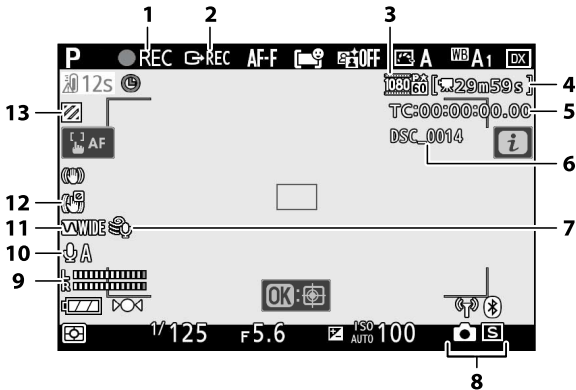 1 2 3
P REC REC AF-F OFF A WB A1 DX
12s 1080 60 PA [29m59s] 4
TC:00:00:00.00 5
13 AF DSC_0014 i
6
12
11 WIDE 7
10 A
9 L R OK:
1/125 F5.6 ISO AUTO 100 S
8